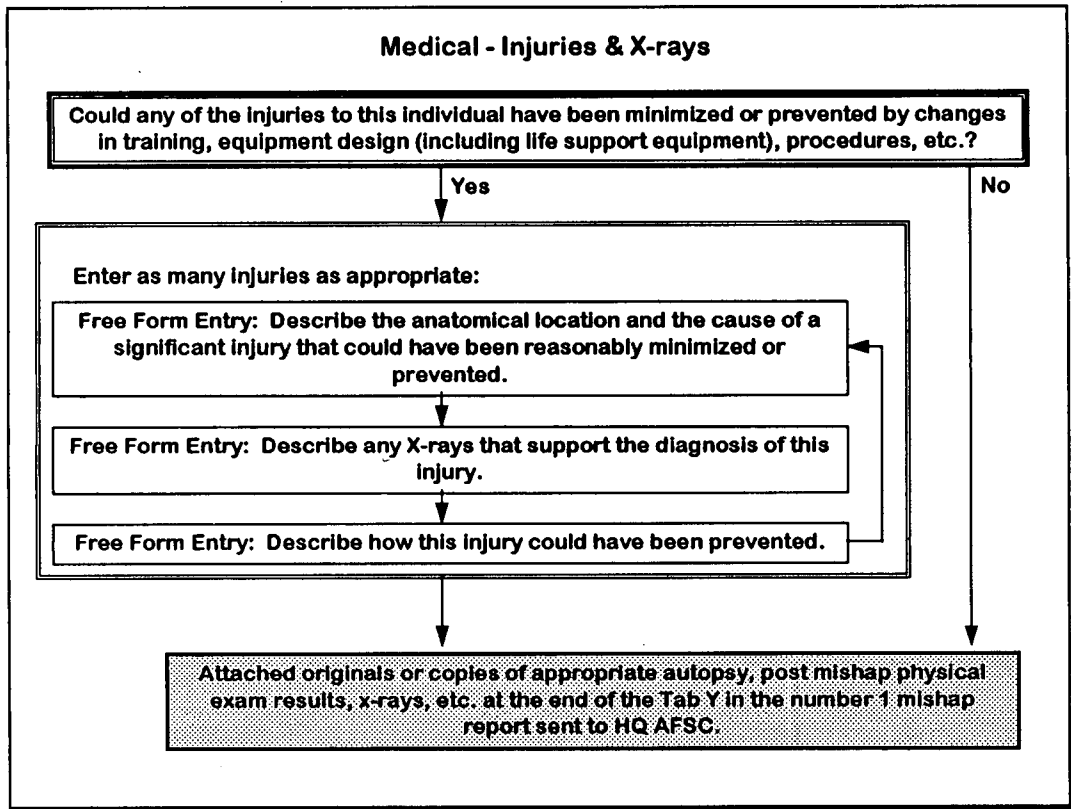 Medical - Injuries & X-rays
Could any of the injuries to this individual have been minimized or prevented by changes
in training, equipment design (including life support equipment), procedures, etc.?
Yes
No
Enter as many injuries as appropriate:
Free Form Entry: Describe the anatomical location and the cause of a
significant injury that could have been reasonably minimized or
prevented.
Free Form Entry: Describe any X-rays that support the diagnosis of this
injury.
Free Form Entry: Describe how this injury could have been prevented.
Attached originals or copies of appropriate autopsy, post mishap physical
exam results, x-rays, etc. at the end of the Tab Y in the number 1 mishap
report sent to HQ AFSC.